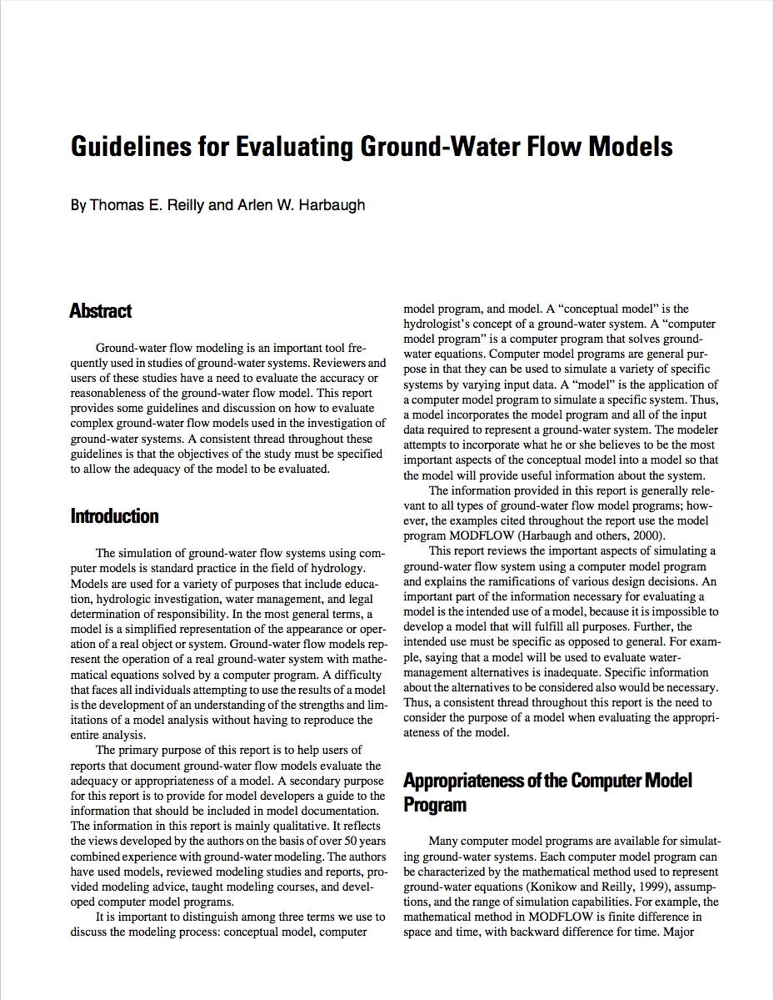 Guidelines for Evaluating Ground-Water Flow Models
By Thomas E. Reilly and Arlen W. Harbaugh
Abstract
Ground-water flow modeling is an important tool fre-
quently used in studies of ground-water systems. Reviewers and
users of these studies have a need to evaluate the accuracy or
reasonableness of the ground-water flow model. This report
provides some guidelines and discussion on how to evaluate
complex ground-water flow models used in the investigation of
ground-water systems. A consistent thread throughout these
guidelines is that the objectives of the study must be specified
to allow the adequacy of the model to be evaluated.
Introduction
The simulation of ground-water flow systems using com-
puter models is standard practice in the field of hydrology.
Models are used for a variety of purposes that include educa-
tion, hydrologic investigation, water management, and legal
determination of responsibility. In the most general terms, a
model is a simplified representation of the appearance or oper-
ation of a real object or system. Ground-water flow models rep-
resent the operation of a real ground-water system with mathe-
matical equations solved by a computer program. A difficulty
that faces all individuals attempting to use the results of a model
is the development of an understanding of the strengths and lim-
itations of a model analysis without having to reproduce the
entire analysis.
The primary purpose of this report is to help users of
reports that document ground-water flow models evaluate the
adequacy or appropriateness of a model. A secondary purpose
for this report is to provide for model developers a guide to the
information that should be included in model documentation.
The information in this report is mainly qualitative. It reflects
the views developed by the authors on the basis of over 50 years
combined experience with ground-water modeling. The authors
have used models, reviewed modeling studies and reports, pro-
vided modeling advice, taught modeling courses, and devel-
oped computer model programs.
It is important to distinguish among three terms we use to
discuss the modeling process: conceptual model, computer
model program, and model. A “conceptual model” is the
hydrologist’s concept of a ground-water system. A “computer
model program” is a computer program that solves ground-
water equations. Computer model programs are general pur-
pose in that they can be used to simulate a variety of specific
systems by varying input data. A “model” is the application of
a computer model program to simulate a specific system. Thus,
a model incorporates the model program and all of the input
data required to represent a ground-water system. The modeler
attempts to incorporate what he or she believes to be the most
important aspects of the conceptual model into a model so that
the model will provide useful information about the system.
The information provided in this report is generally rele-
vant to all types of ground-water flow model programs; how-
ever, the examples cited throughout the report use the model
program MODFLOW (Harbaugh and others, 2000).
This report reviews the important aspects of simulating a
ground-water flow system using a computer model program
and explains the ramifications of various design decisions. An
important part of the information necessary for evaluating a
model is the intended use of a model, because it is impossible to
develop a model that will fulfill all purposes. Further, the
intended use must be specific as opposed to general. For exam-
ple, saying that a model will be used to evaluate water-
management alternatives is inadequate. Specific information
about the alternatives to be considered also would be necessary.
Thus, a consistent thread throughout this report is the need to
consider the purpose of a model when evaluating the appropri-
ateness of the model.
Appropriateness of the Computer Model
Program
Many computer model programs are available for simulat-
ing ground-water systems. Each computer model program can
be characterized by the mathematical method used to represent
ground-water equations (Konikow and Reilly, 1999), assump-
tions, and the range of simulation capabilities. For example, the
mathematical method in MODFLOW is finite difference in
space and time, with backward difference for time. Major